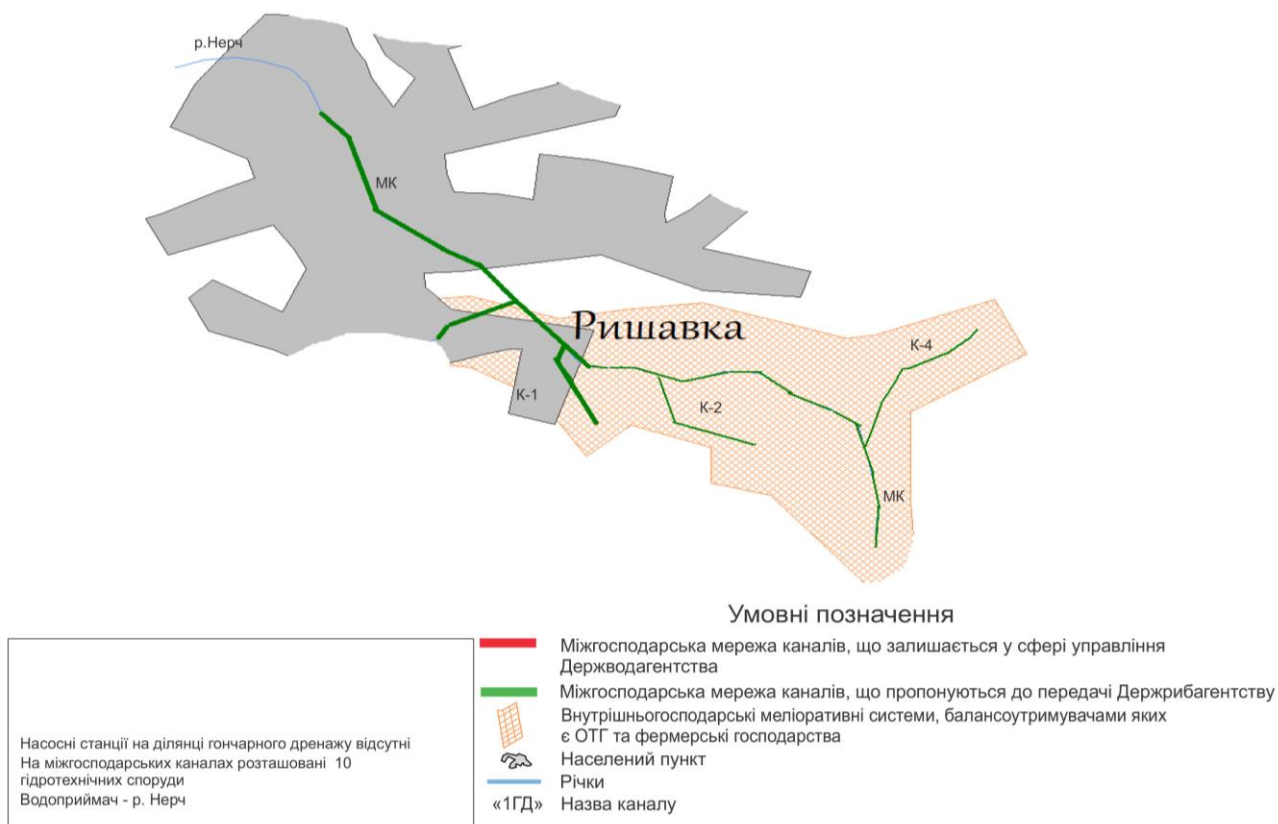 р.Нерч
МК
Ришавка
К-4
К-1
К-2
МК
Умовні позначення
Міжгосподарська мережа каналів, що залишається у сфері управління
Держводагентства
Міжгосподарська мережа каналів, що пропонуються до передачі Держрибагентству
Внутрішньогосподарські меліоративні системи, балансоутримувачами яких
є ОТГ та фермерські господарства
Населений пункт
Річки
«1ГД» Назва каналу
Насосні станції на ділянці гончарного дренажу відсутні
На міжгосподарських каналах розташовані 10
гідротехнічних споруди
Водоприймач - р. Нерч